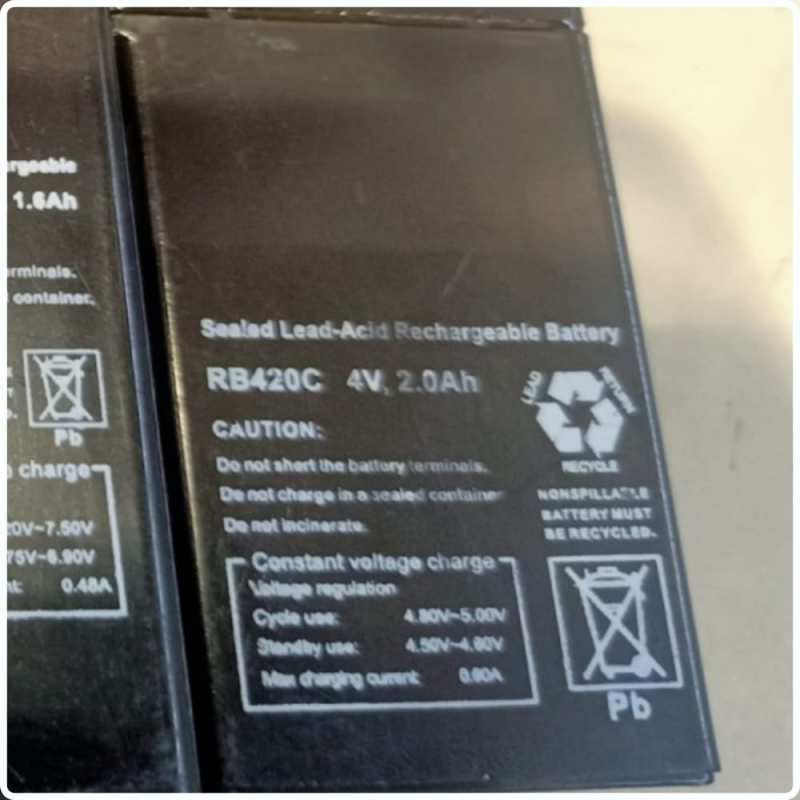 rgeable
1.6Ah
rminals.
container.
Pb
charge
20V~7.50V
75V~6.90V
0.48A
Sealed Lead-Acid Rechargeable Battery
RB420C 4V, 2.0Ah
CAUTION:
Do not short the battery terminals.
Do not charge in a sealed container
Do not incinerate.
LEAD
RETURN
RECYCLE
NONSPILLABLE
BATTERY MUST
BE RECYCLED.
Constant voltage charge
Voltage regulation
Cycle use: 4.80V~5.00V
Standby use: 4.50V~4.60V
Max charging current: 0.60A
Pb